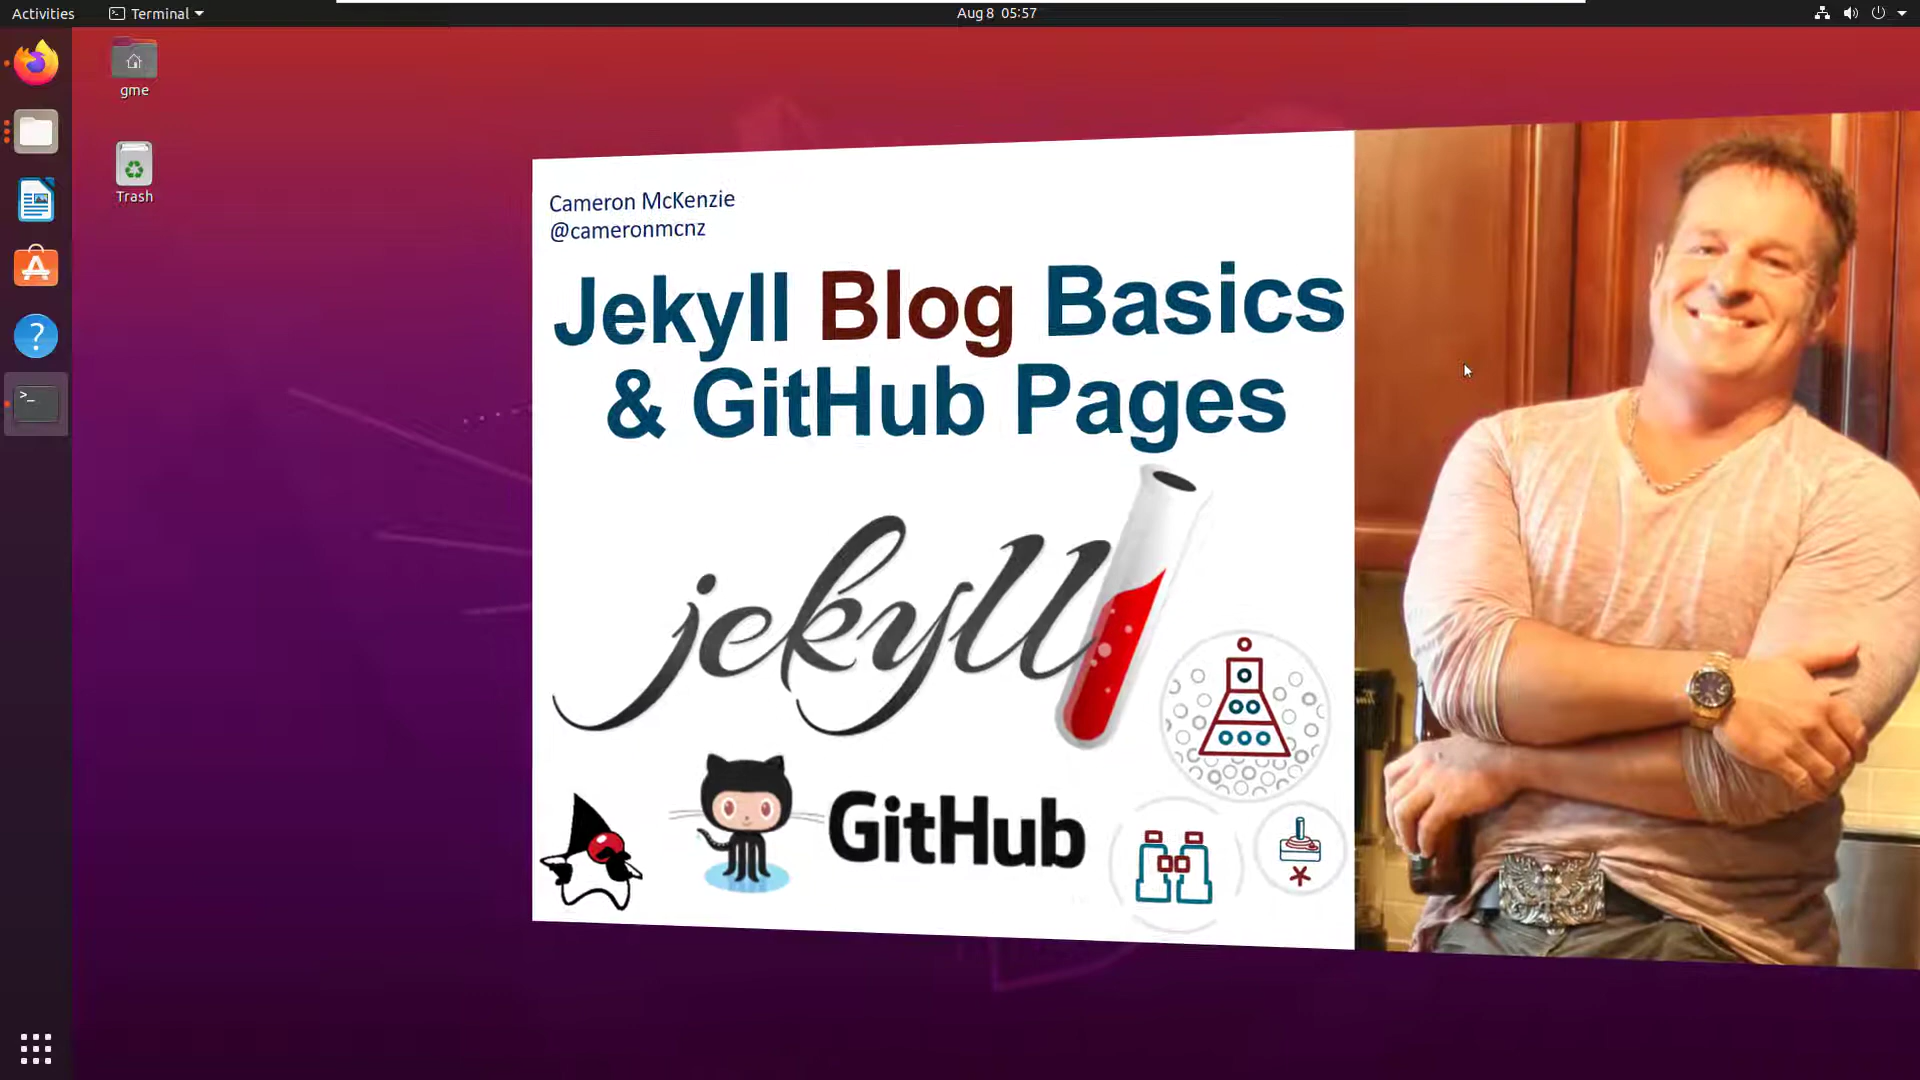 Activities
Terminal
Aug 8 05:57
gme
Trash
Cameron McKenzie
@cameronmcnz
Jekyll Blog Basics
& GitHub Pages
jekyll
GitHub